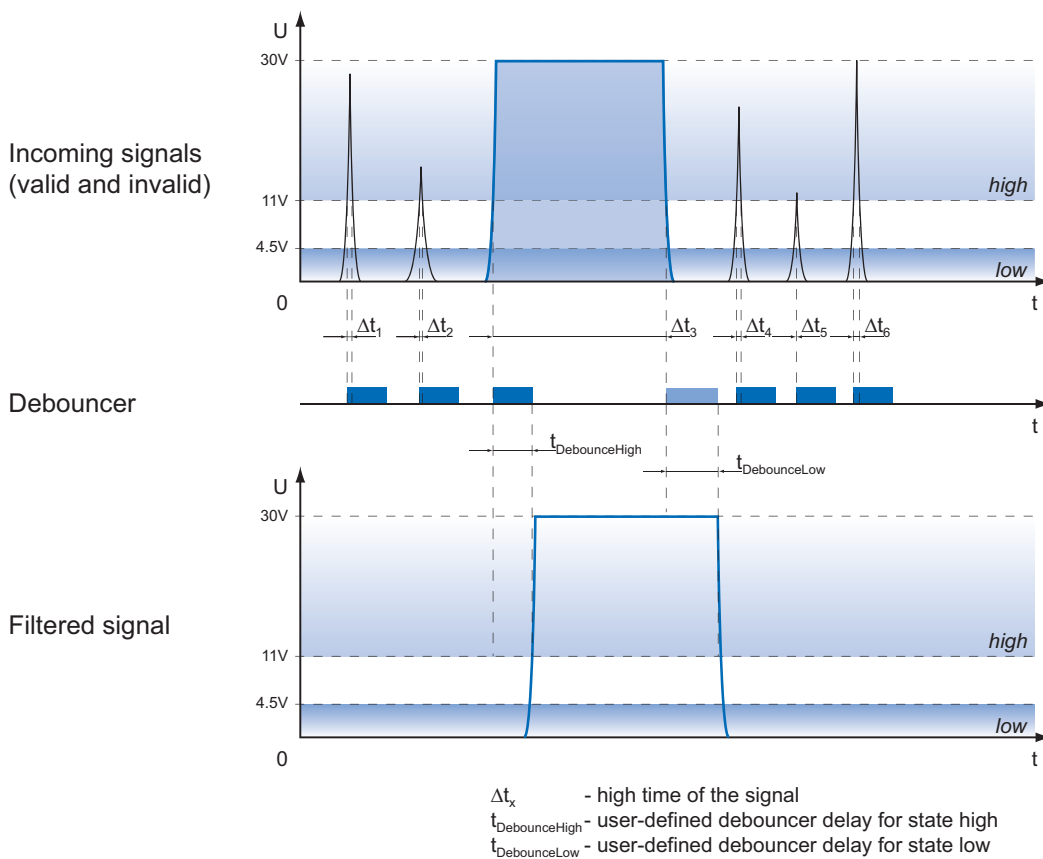 U
30V
Incoming signals
(valid and invalid)
high
11V
4.5V
low
0
t
Δt₁
Δt₂
Δt₃
Δt₄
Δt₅
Δt₆
Debouncer
t
tDebounceHigh
tDebounceLow
U
30V
Filtered signal
high
11V
4.5V
low
0
t
Δtₓ - high time of the signal
tDebounceHigh - user-defined debouncer delay for state high
tDebounceLow - user-defined debouncer delay for state low